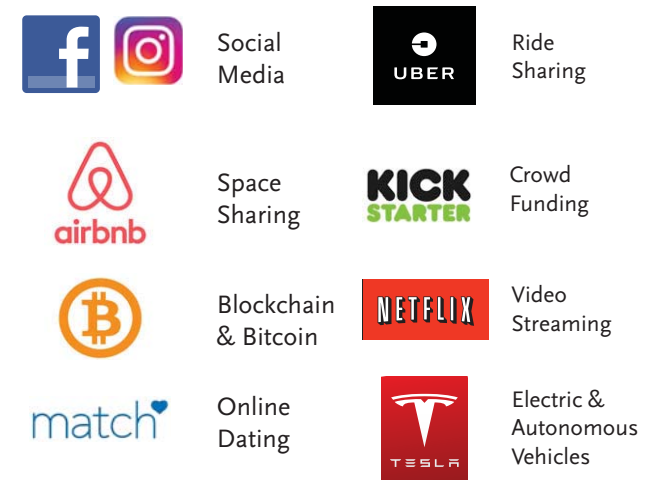 f
Social
Media
UBER
Ride
Sharing
airbnb
Space
Sharing
KICK
STARTER
Crowd
Funding
₿
Blockchain
& Bitcoin
NETFLIX
Video
Streaming
match
Online
Dating
TESLA
Electric &
Autonomous
Vehicles